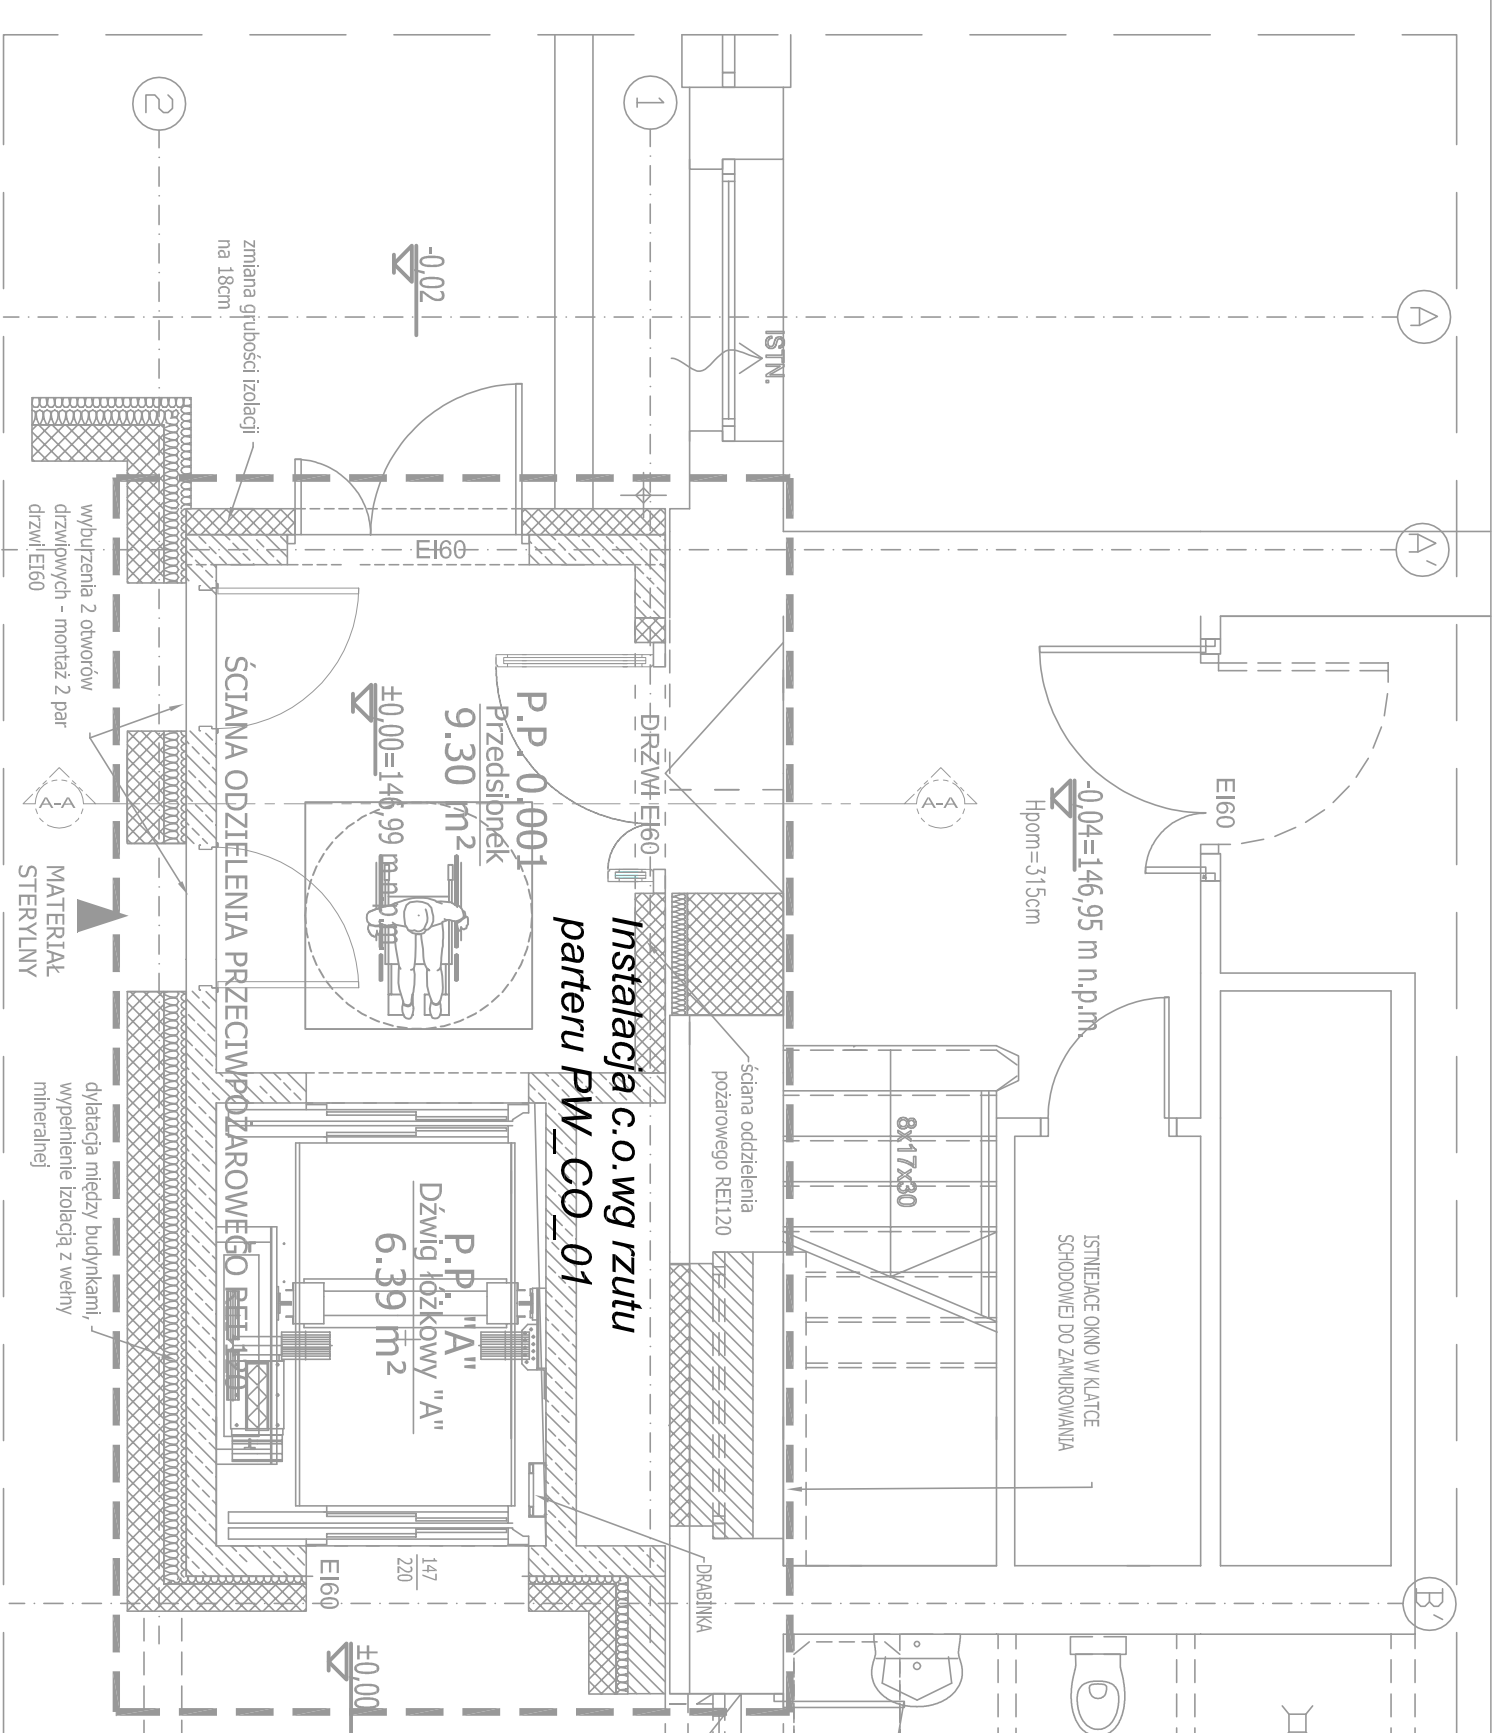 2
1
A
A'
B'
-0,02
zmiana grubości izolacji
na 18cm
ISTN.
EI60
wyburzenia 2 otworów
drzwiowych - montaż 2 par
drzwi EI60
A-A
MATERIAŁ
STERYLNY
ŚCIANA ODDZIELENIA PRZECIWPOŻAROWEGO REI 120
±0,00=146,99 m n.p.m
P.P. 0.001
Przedsionek
9.30 m²
DRZWI EI60
EI60
-0,04=146,95 m n.p.m.
Hpom=315cm
A-A
Instalacja c.o.wg rzutu
parteru PW_CO_01
ściana oddzielenia
pożarowego REI120
8x17x30
ISTNIEJACE OKNO W KLATCE
SCHODOWEJ DO ZAMUROWANIA
dylatacja między budynkami,
wypełnienie izolacją z wełny
mineralnej
P.P. "A"
Dźwig łóżkowy "A"
6.39 m²
DRABINKA
147
220
EI60
±0,00